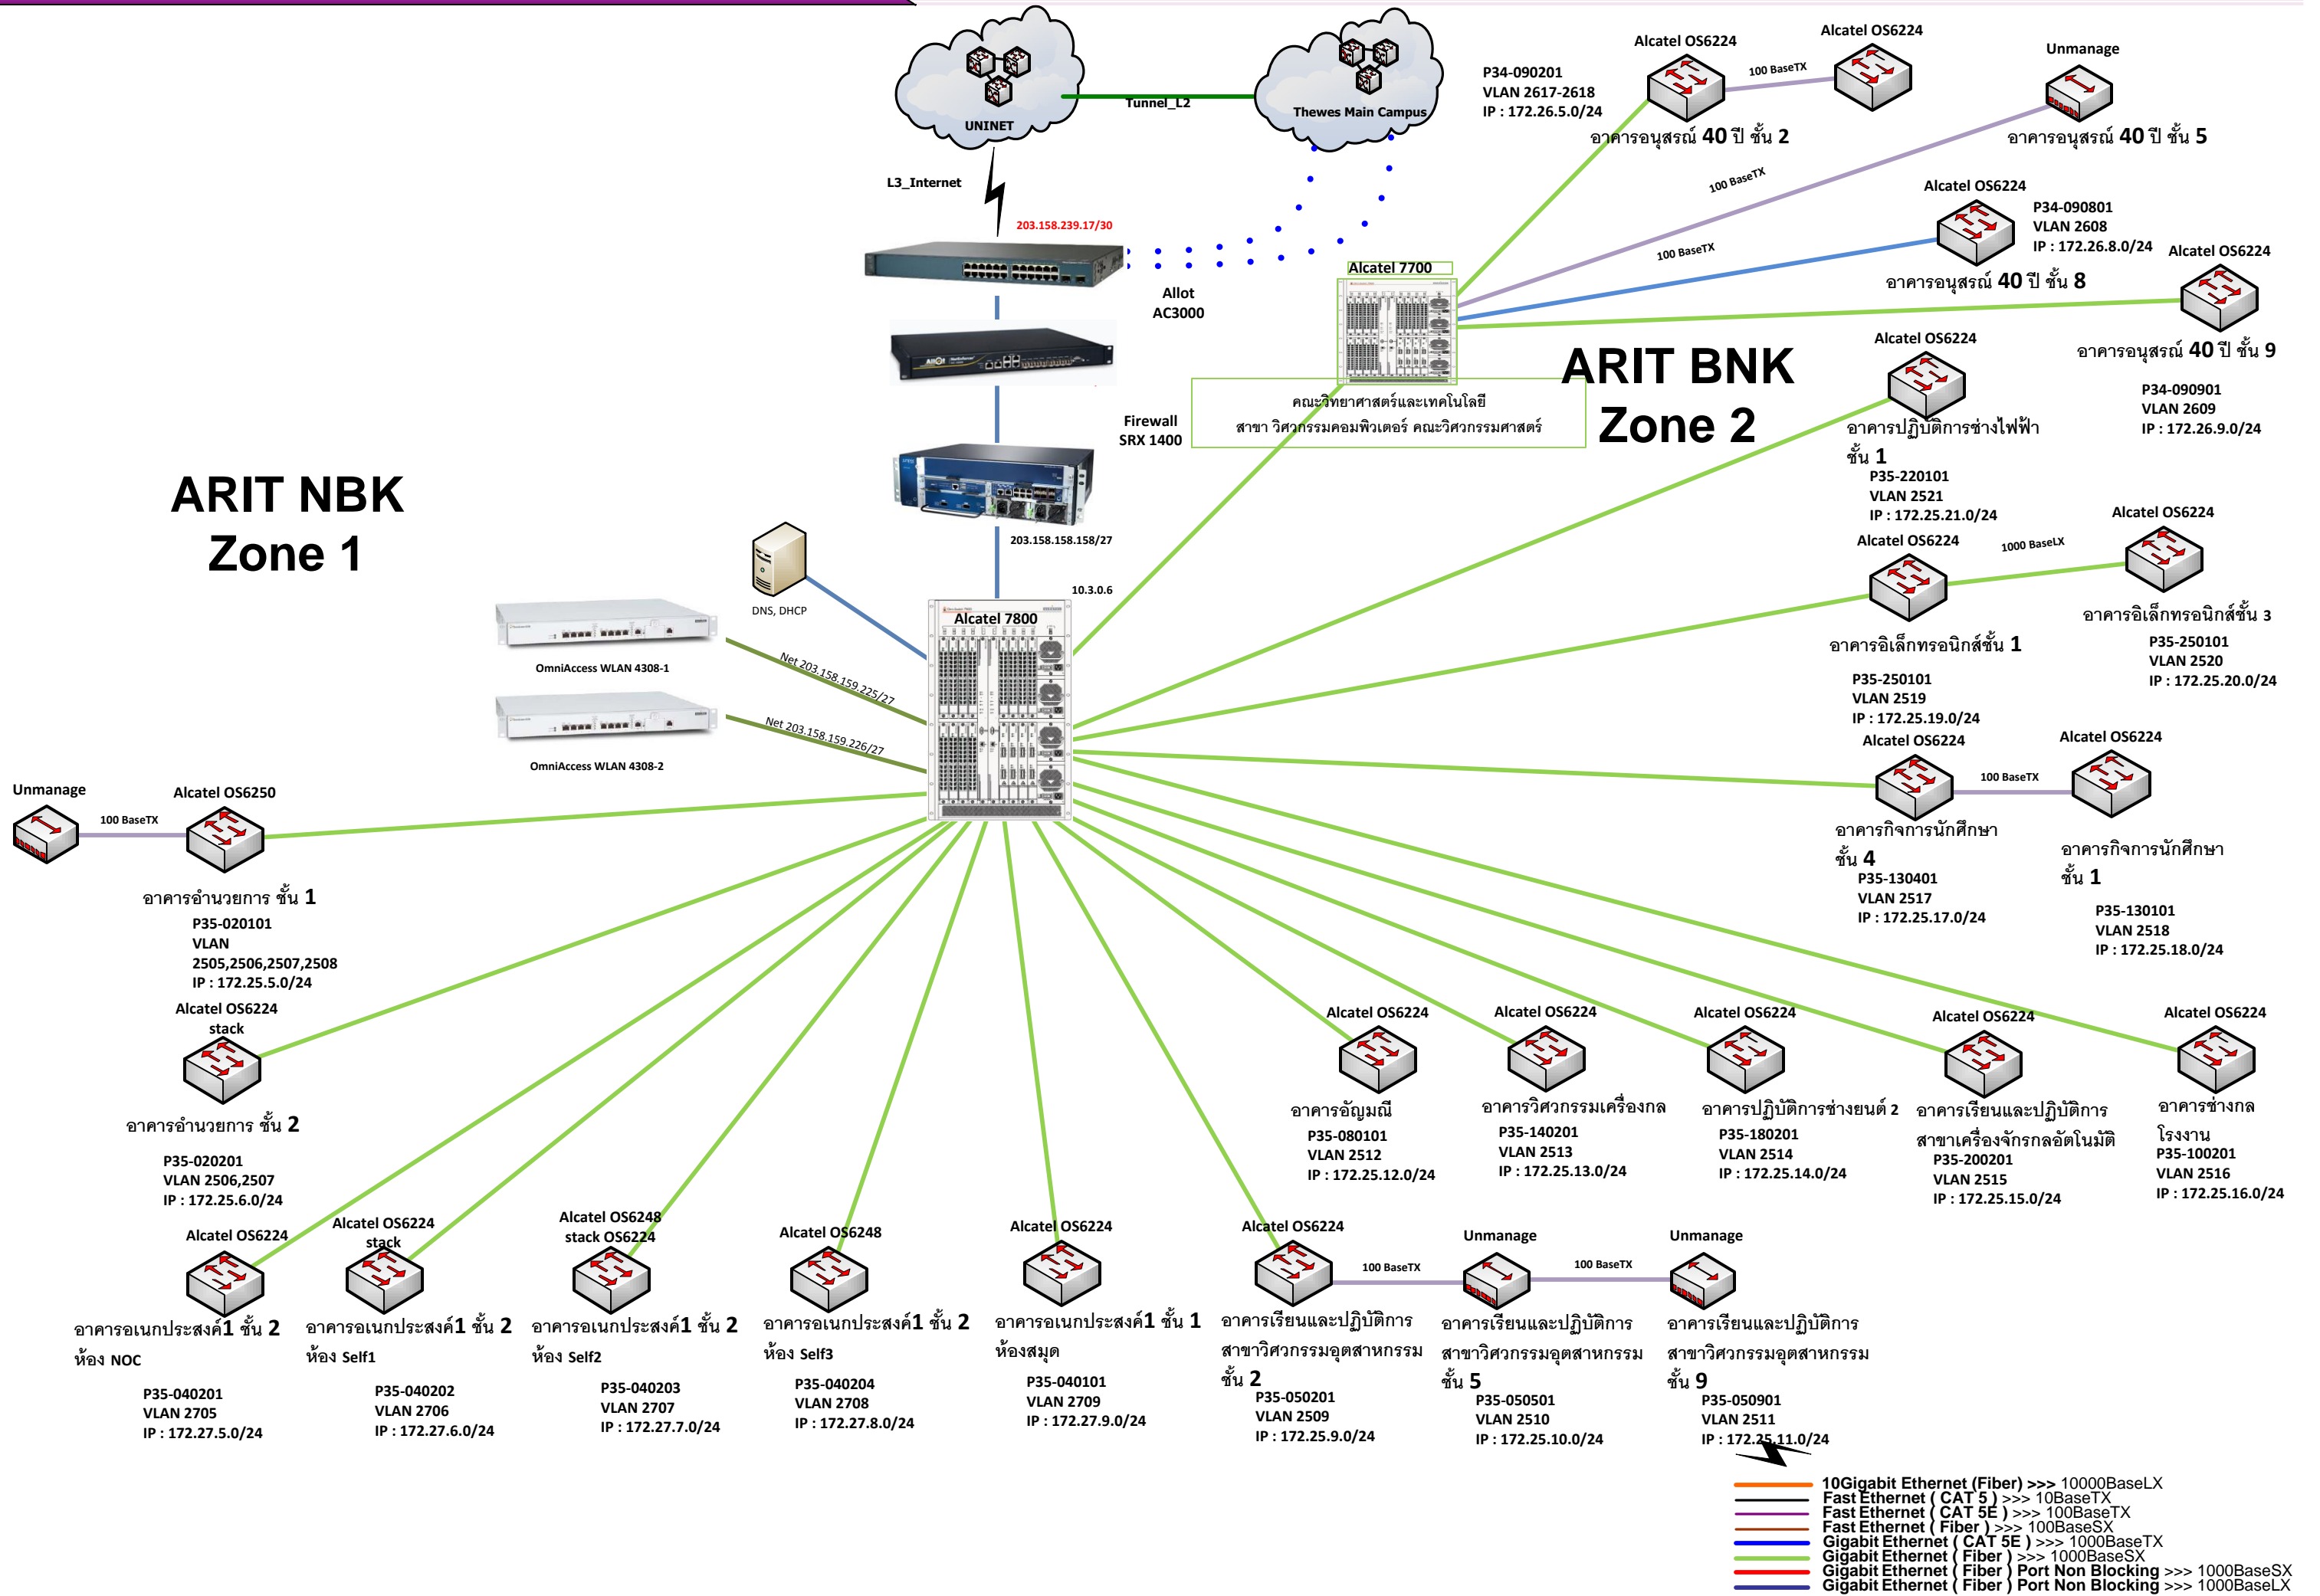 UNINET
Tunnel_L2
Thewes Main Campus
L3_Internet
203.158.239.17/30
Allot
AC3000
Firewall
SRX 1400
203.158.158.158/27
10.3.0.6
DNS, DHCP
Alcatel 7800
OmniAccess WLAN 4308-1
Net 203.158.159.225/27
OmniAccess WLAN 4308-2
Net 203.158.159.226/27
ARIT NBK
Zone 1
Alcatel 7700
ARIT BNK
Zone 2
คณะวิทยาศาสตร์และเทคโนโลยี
สาขา วิศวกรรมคอมพิวเตอร์ คณะวิศวกรรมศาสตร์
P34-090201
VLAN 2617-2618
IP : 172.26.5.0/24
Alcatel OS6224
100 BaseTX
Alcatel OS6224
อาคารอนุสรณ์ 40 ปี ชั้น 2
Unmanage
อาคารอนุสรณ์ 40 ปี ชั้น 5
100 BaseTX
Alcatel OS6224
P34-090801
VLAN 2608
IP : 172.26.8.0/24
100 BaseTX
อาคารอนุสรณ์ 40 ปี ชั้น 8
Alcatel OS6224
อาคารอนุสรณ์ 40 ปี ชั้น 9
P34-090901
VLAN 2609
IP : 172.26.9.0/24
Alcatel OS6224
อาคารปฏิบัติการช่างไฟฟ้า
ชั้น 1
P35-220101
VLAN 2521
IP : 172.25.21.0/24
Alcatel OS6224
1000 BaseLX
Alcatel OS6224
อาคารอิเล็กทรอนิกส์ชั้น 3
P35-250101
VLAN 2520
IP : 172.25.20.0/24
อาคารอิเล็กทรอนิกส์ชั้น 1
P35-250101
VLAN 2519
IP : 172.25.19.0/24
Alcatel OS6224
100 BaseTX
Alcatel OS6224
อาคารกิจการนักศึกษา
ชั้น 4
P35-130401
VLAN 2517
IP : 172.25.17.0/24
อาคารกิจการนักศึกษา
ชั้น 1
P35-130101
VLAN 2518
IP : 172.25.18.0/24
Unmanage
100 BaseTX
Alcatel OS6250
อาคารอำนวยการ ชั้น 1
P35-020101
VLAN
2505,2506,2507,2508
IP : 172.25.5.0/24
Alcatel OS6224
stack
อาคารอำนวยการ ชั้น 2
P35-020201
VLAN 2506,2507
IP : 172.25.6.0/24
Alcatel OS6224
อาคารอัญมณี
P35-080101
VLAN 2512
IP : 172.25.12.0/24
Alcatel OS6224
อาคารวิศวกรรมเครื่องกล
P35-140201
VLAN 2513
IP : 172.25.13.0/24
Alcatel OS6224
อาคารปฏิบัติการช่างยนต์ 2
P35-180201
VLAN 2514
IP : 172.25.14.0/24
Alcatel OS6224
อาคารเรียนและปฏิบัติการ
สาขาเครื่องจักรกลอัตโนมัติ
P35-200201
VLAN 2515
IP : 172.25.15.0/24
Alcatel OS6224
อาคารช่างกล
โรงงาน
P35-100201
VLAN 2516
IP : 172.25.16.0/24
Alcatel OS6224
อาคารอเนกประสงค์1 ชั้น 2
ห้อง NOC
P35-040201
VLAN 2705
IP : 172.27.5.0/24
Alcatel OS6224
stack
อาคารอเนกประสงค์1 ชั้น 2
ห้อง Self1
P35-040202
VLAN 2706
IP : 172.27.6.0/24
Alcatel OS6248
stack OS6224
อาคารอเนกประสงค์1 ชั้น 2
ห้อง Self2
P35-040203
VLAN 2707
IP : 172.27.7.0/24
Alcatel OS6248
อาคารอเนกประสงค์1 ชั้น 2
ห้อง Self3
P35-040204
VLAN 2708
IP : 172.27.8.0/24
Alcatel OS6224
อาคารอเนกประสงค์1 ชั้น 1
ห้องสมุด
P35-040101
VLAN 2709
IP : 172.27.9.0/24
Alcatel OS6224
อาคารเรียนและปฏิบัติการ
สาขาวิศวกรรมอุตสาหกรรม
ชั้น 2
P35-050201
VLAN 2509
IP : 172.25.9.0/24
100 BaseTX
Unmanage
อาคารเรียนและปฏิบัติการ
สาขาวิศวกรรมอุตสาหกรรม
ชั้น 5
P35-050501
VLAN 2510
IP : 172.25.10.0/24
100 BaseTX
Unmanage
อาคารเรียนและปฏิบัติการ
สาขาวิศวกรรมอุตสาหกรรม
ชั้น 9
P35-050901
VLAN 2511
IP : 172.25.11.0/24
10Gigabit Ethernet (Fiber) >>> 10000BaseLX
Fast Ethernet ( CAT 5 ) >>> 10BaseTX
Fast Ethernet ( CAT 5E ) >>> 100BaseTX
Fast Ethernet ( Fiber ) >>> 100BaseSX
Gigabit Ethernet ( CAT 5E ) >>> 1000BaseTX
Gigabit Ethernet ( Fiber ) >>> 1000BaseSX
Gigabit Ethernet ( Fiber ) Port Non Blocking >>> 1000BaseSX
Gigabit Ethernet ( Fiber ) Port Non Blocking >>> 1000BaseLX